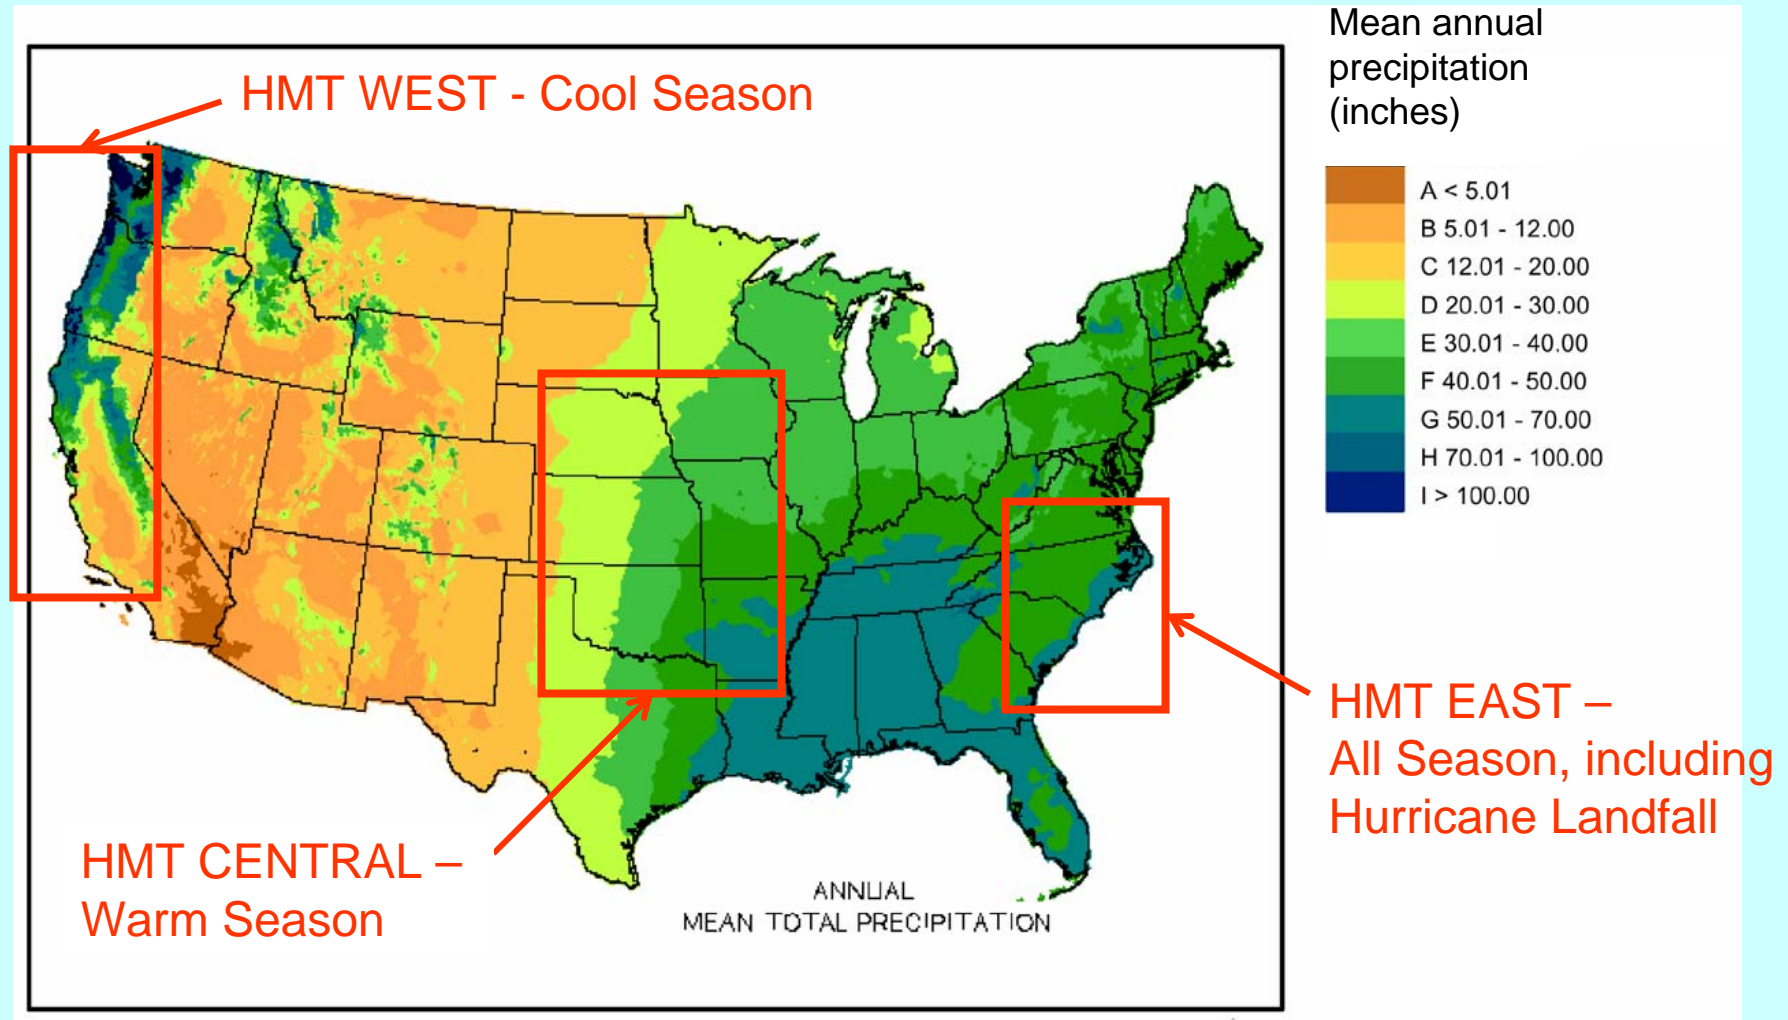 Mean annual
precipitation
(inches)
HMT WEST - Cool Season
A < 5.01
B 5.01 - 12.00
C 12.01 - 20.00
D 20.01 - 30.00
E 30.01 - 40.00
F 40.01 - 50.00
G 50.01 - 70.00
H 70.01 - 100.00
I > 100.00
HMT EAST –
All Season, including
Hurricane Landfall
HMT CENTRAL –
Warm Season
ANNUAL
MEAN TOTAL PRECIPITATION